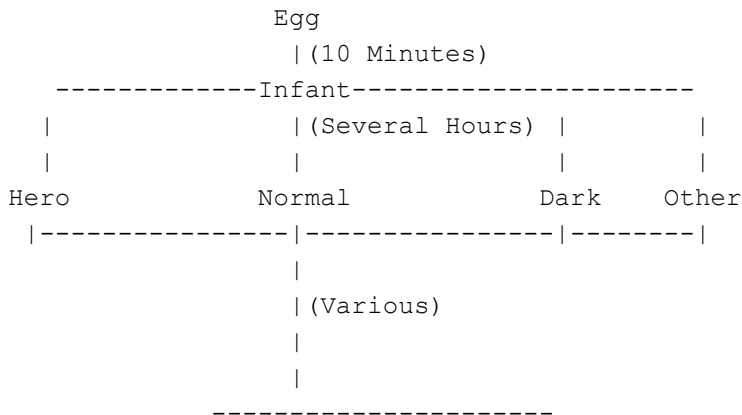 Egg
|(10 Minutes)
-------------Infant----------------------
| |(Several Hours) | |
| | | |
Hero Normal Dark Other
|----------------|----------------|--------|
|
|(Various)
|
|
----------------------